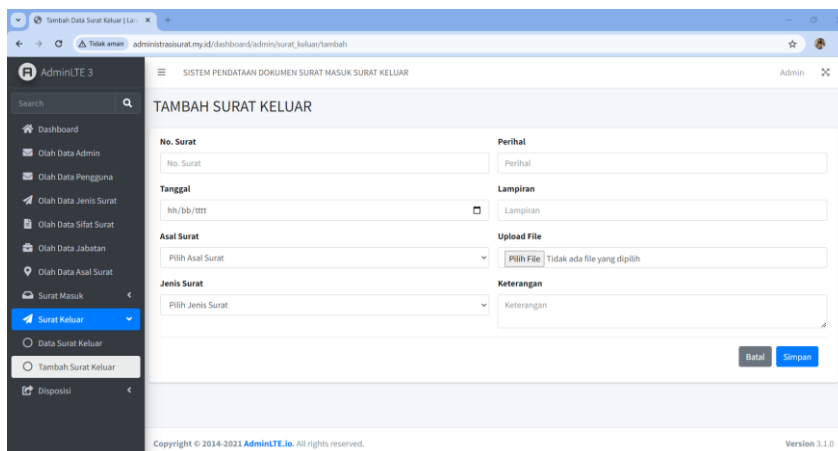 Tambah Data Surat Keluar | Lar
Tidak aman administrasisurat.my.id/dashboard/admin/surat_keluar/tambah
AdminLTE 3
SISTEM PENDATAAN DOKUMEN SURAT MASUK SURAT KELUAR
Admin
Search
Dashboard
Olah Data Admin
Olah Data Pengguna
Olah Data Jenis Surat
Olah Data Sifat Surat
Olah Data Jabatan
Olah Data Asal Surat
Surat Masuk
Surat Keluar
Data Surat Keluar
Tambah Surat Keluar
Disposisi
TAMBAH SURAT KELUAR
No. Surat
No. Surat
Tanggal
hh/bb/tttt
Asal Surat
Pilih Asal Surat
Jenis Surat
Pilih Jenis Surat
Perihal
Perihal
Lampiran
Lampiran
Upload File
Pilih File Tidak ada file yang dipilih
Keterangan
Keterangan
Batal Simpan
Copyright © 2014-2021 AdminLTE.io. All rights reserved.
Version 3.1.0